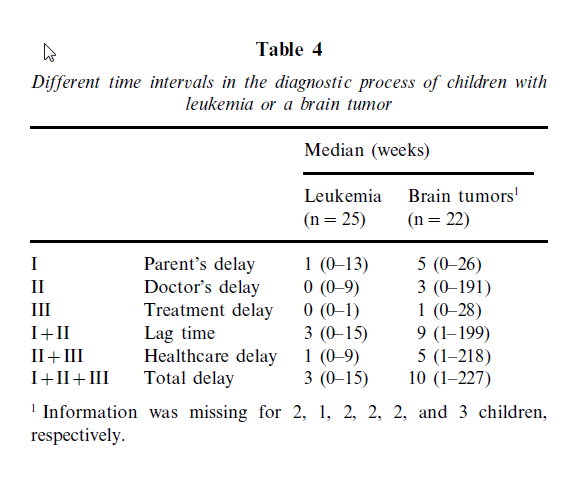 Table 4
Different time intervals in the diagnostic process of children with
leukemia or a brain tumor
Median (weeks)
Leukemia Brain tumors¹
(n = 25) (n = 22)
I Parent's delay 1 (0–13) 5 (0–26)
II Doctor's delay 0 (0–9) 3 (0–191)
III Treatment delay 0 (0–1) 1 (0–28)
I+II Lag time 3 (0–15) 9 (1–199)
II+III Healthcare delay 1 (0–9) 5 (1–218)
I+II+III Total delay 3 (0–15) 10 (1–227)
¹ Information was missing for 2, 1, 2, 2, 2, and 3 children,
respectively.